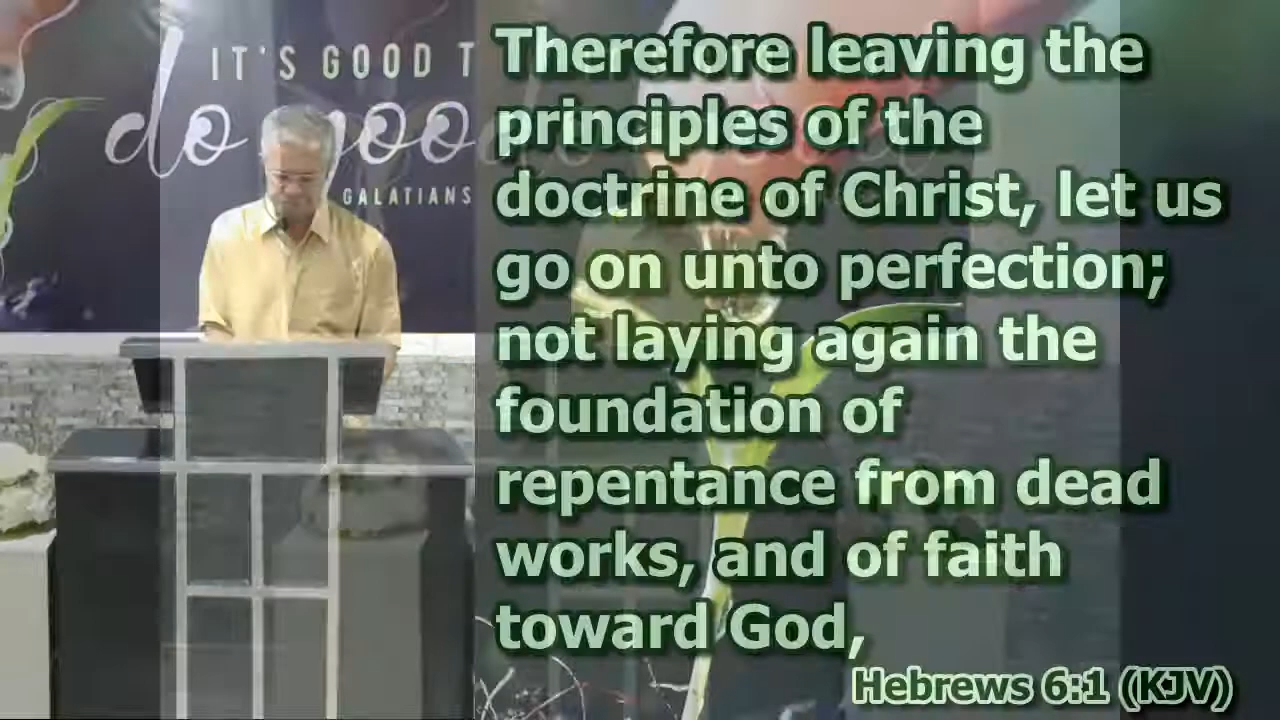 IT'S GOOD T
do good
GALATIANS
Therefore leaving the
principles of the
doctrine of Christ, let us
go on unto perfection;
not laying again the
foundation of
repentance from dead
works, and of faith
toward God,
Hebrews 6:1 (KJV)